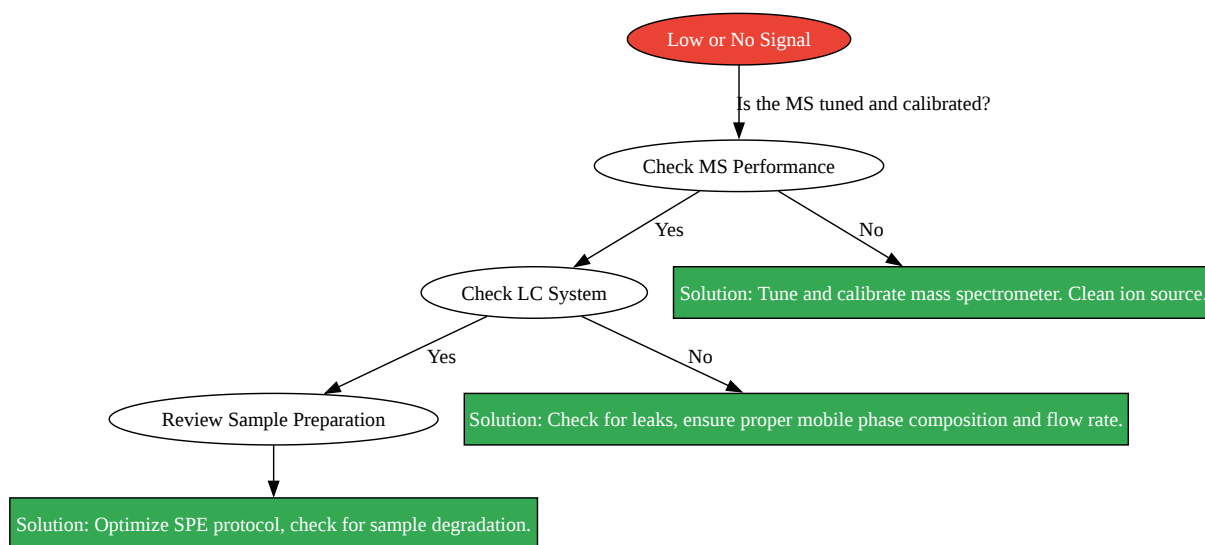 Low or No Signal
Is the MS tuned and calibrated?
Check MS Performance
Yes
No
Check LC System
Solution: Tune and calibrate mass spectrometer. Clean ion source.
Yes
No
Review Sample Preparation
Solution: Check for leaks, ensure proper mobile phase composition and flow rate.
Solution: Optimize SPE protocol, check for sample degradation.